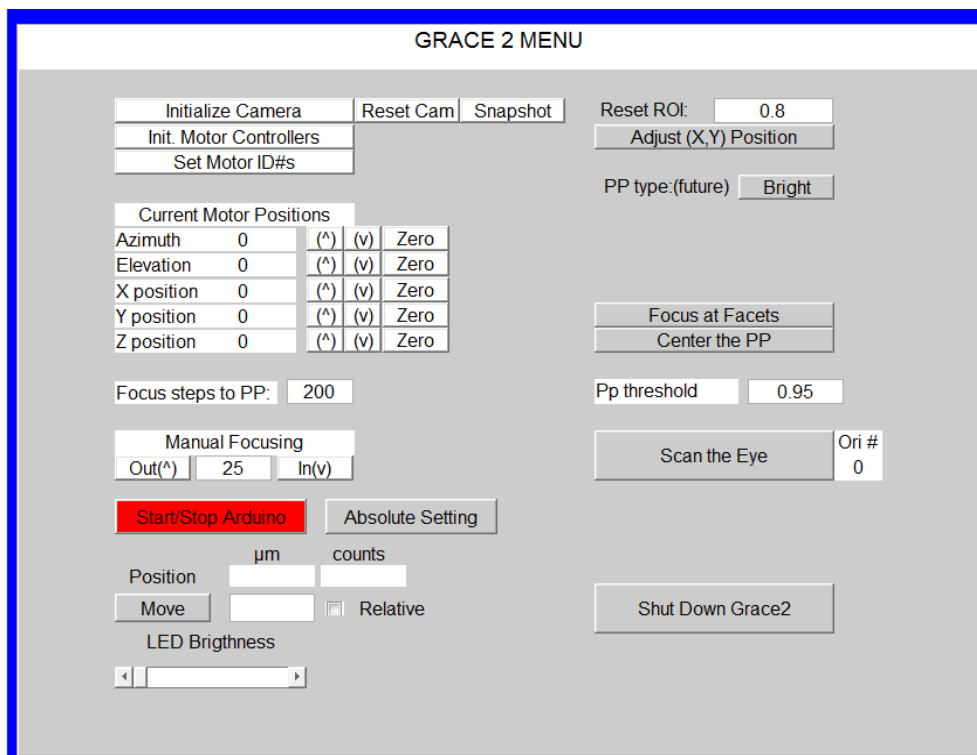 GRACE 2 MENU
Initialize Camera Reset Cam Snapshot Reset ROI: 0.8
Init. Motor Controllers Adjust (X,Y) Position
Set Motor ID#s
PP type:(future) Bright
Current Motor Positions
Azimuth 0 (^) (v) Zero
Elevation 0 (^) (v) Zero
X position 0 (^) (v) Zero
Y position 0 (^) (v) Zero Focus at Facets
Z position 0 (^) (v) Zero Center the PP
Focus steps to PP: 200 Pp threshold 0.95
Manual Focusing Scan the Eye Ori #
Out(^) 25 In(v) 0
Start/Stop Arduino Absolute Setting
µm counts
Position
Move Relative Shut Down Grace2
LED Brigthness